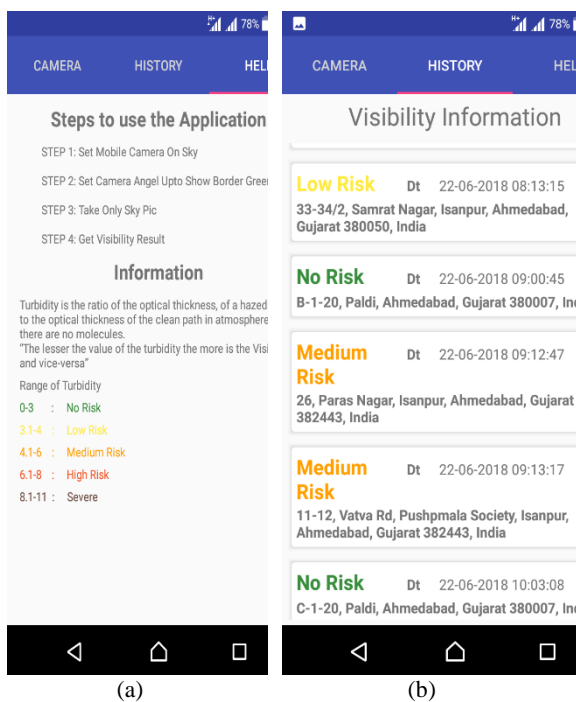 78%
CAMERA HISTORY HEL
Steps to use the Application
STEP 1: Set Mobile Camera On Sky
STEP 2: Set Camera Angel Upto Show Border Gree
STEP 3: Take Only Sky Pic
STEP 4: Get Visibility Result
Information
Turbidity is the ratio of the optical thickness, of a hazed
to the optical thickness of the clean path in atmosphere
there are no molecules.
"The lesser the value of the turbidity the more is the Visi
and vice-versa"
Range of Turbidity
0-3 : No Risk
3.1-4 : Low Risk
4.1-6 : Medium Risk
6.1-8 : High Risk
8.1-11 : Severe
(a)
78%
CAMERA HISTORY HEL
Visibility Information
Low Risk Dt 22-06-2018 08:13:15
33-34/2, Samrat Nagar, Isanpur, Ahmedabad,
Gujarat 380050, India
No Risk Dt 22-06-2018 09:00:45
B-1-20, Paldi, Ahmedabad, Gujarat 380007, In
Medium Dt 22-06-2018 09:12:47
Risk
26, Paras Nagar, Isanpur, Ahmedabad, Gujarat
382443, India
Medium Dt 22-06-2018 09:13:17
Risk
11-12, Vatva Rd, Pushpmala Society, Isanpur,
Ahmedabad, Gujarat 382443, India
No Risk Dt 22-06-2018 10:03:08
C-1-20, Paldi, Ahmedabad, Gujarat 380007, In
(b)